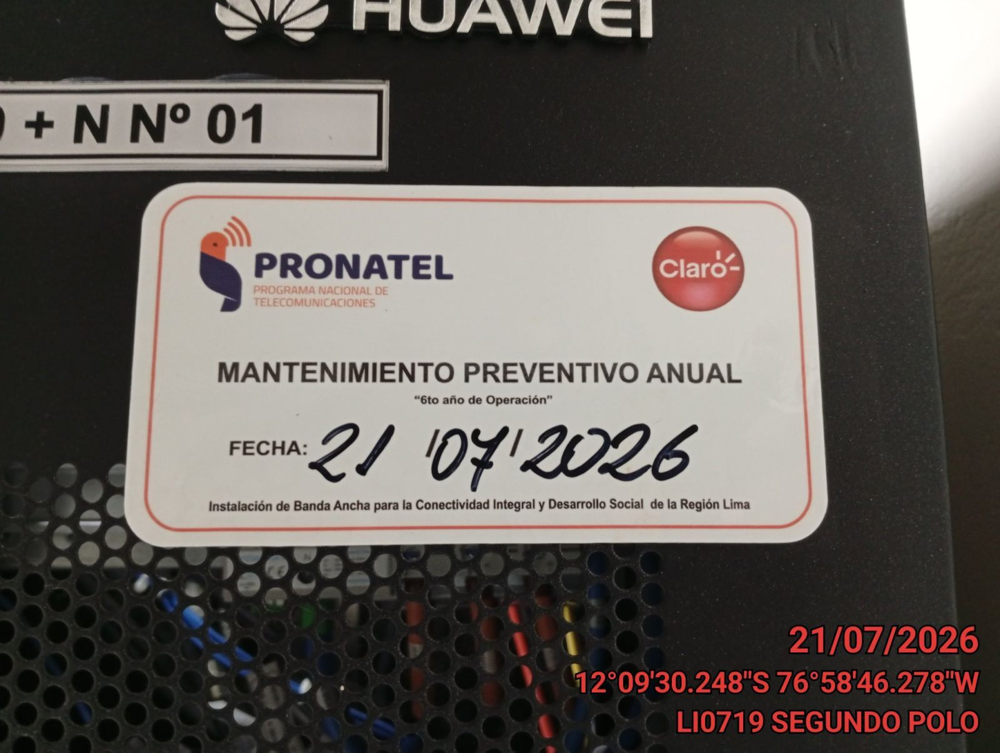 HUAWEI
+ N Nº 01
PRONATEL
PROGRAMA NACIONAL DE
TELECOMUNICACIONES
Claro
MANTENIMIENTO PREVENTIVO ANUAL
“6to año de Operación”
FECHA: 21 / 07 / 2026
Instalación de Banda Ancha para la Conectividad Integral y Desarrollo Social de la Región Lima
21/07/2026
12°09'30.248"S 76°58'46.278"W
LI0719 SEGUNDO POLO